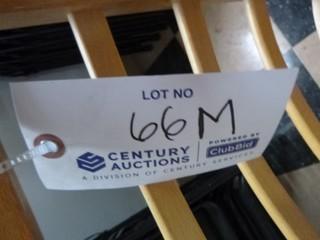 LOT NO
66M
CENTURY AUCTIONS
POWERED BY
ClubBid
A DIVISION OF CENTURY SERVICES